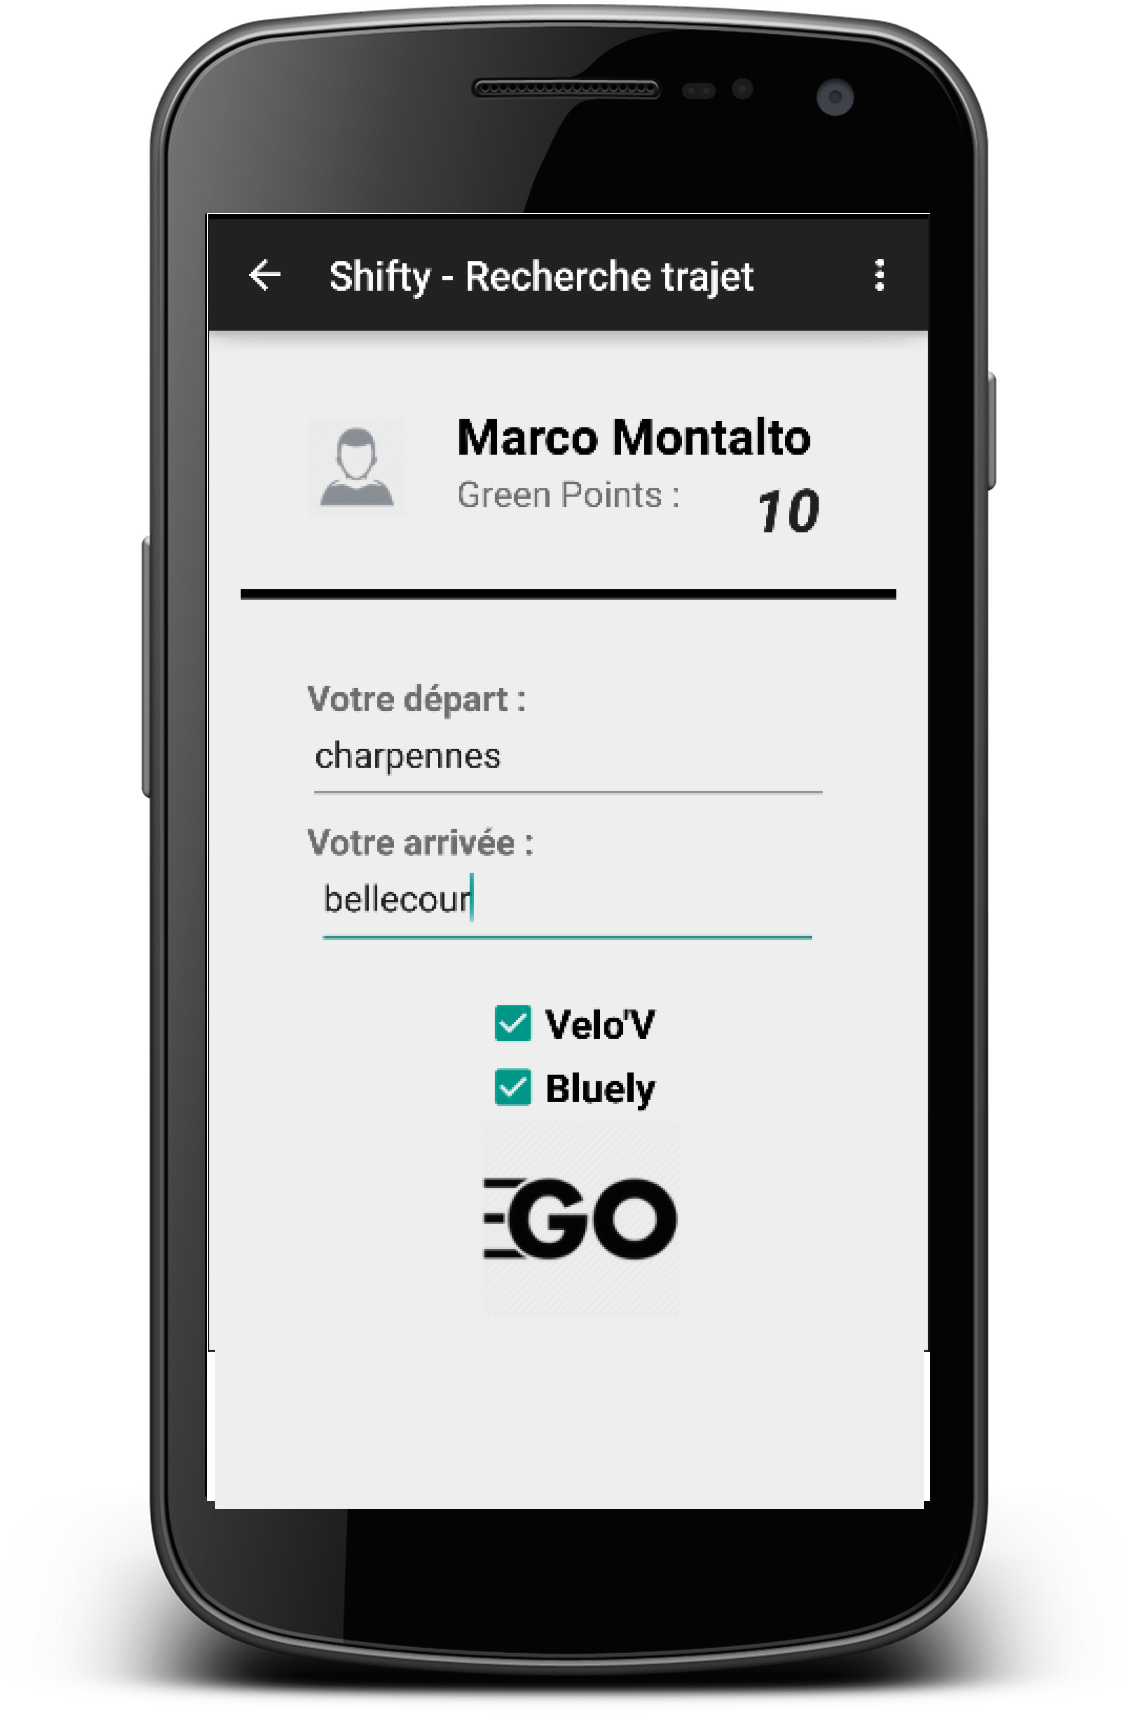 Shifty - Recherche trajet
Marco Montalto
Green Points :
10
Votre départ :
charpennes
Votre arrivée :
bellecour
Velo'V
Bluely
GO